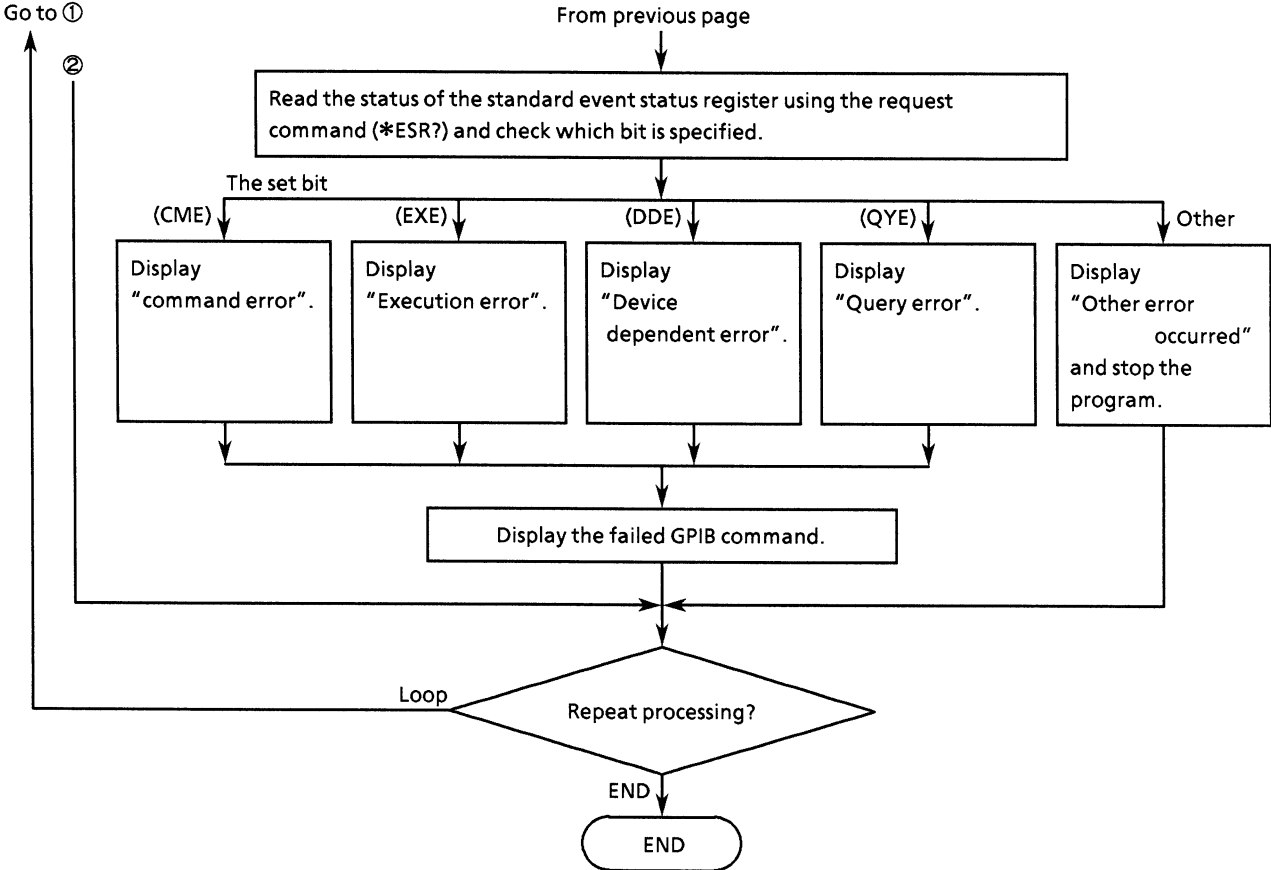 Go to ①
From previous page
②
Read the status of the standard event status register using the request
command (*ESR?) and check which bit is specified.
The set bit
(CME)
(EXE)
(DDE)
(QYE)
Other
Display
"command error".
Display
"Execution error".
Display
"Device
dependent error".
Display
"Query error".
Display
"Other error
occurred"
and stop the
program.
Display the failed GPIB command.
Loop
Repeat processing?
END
END